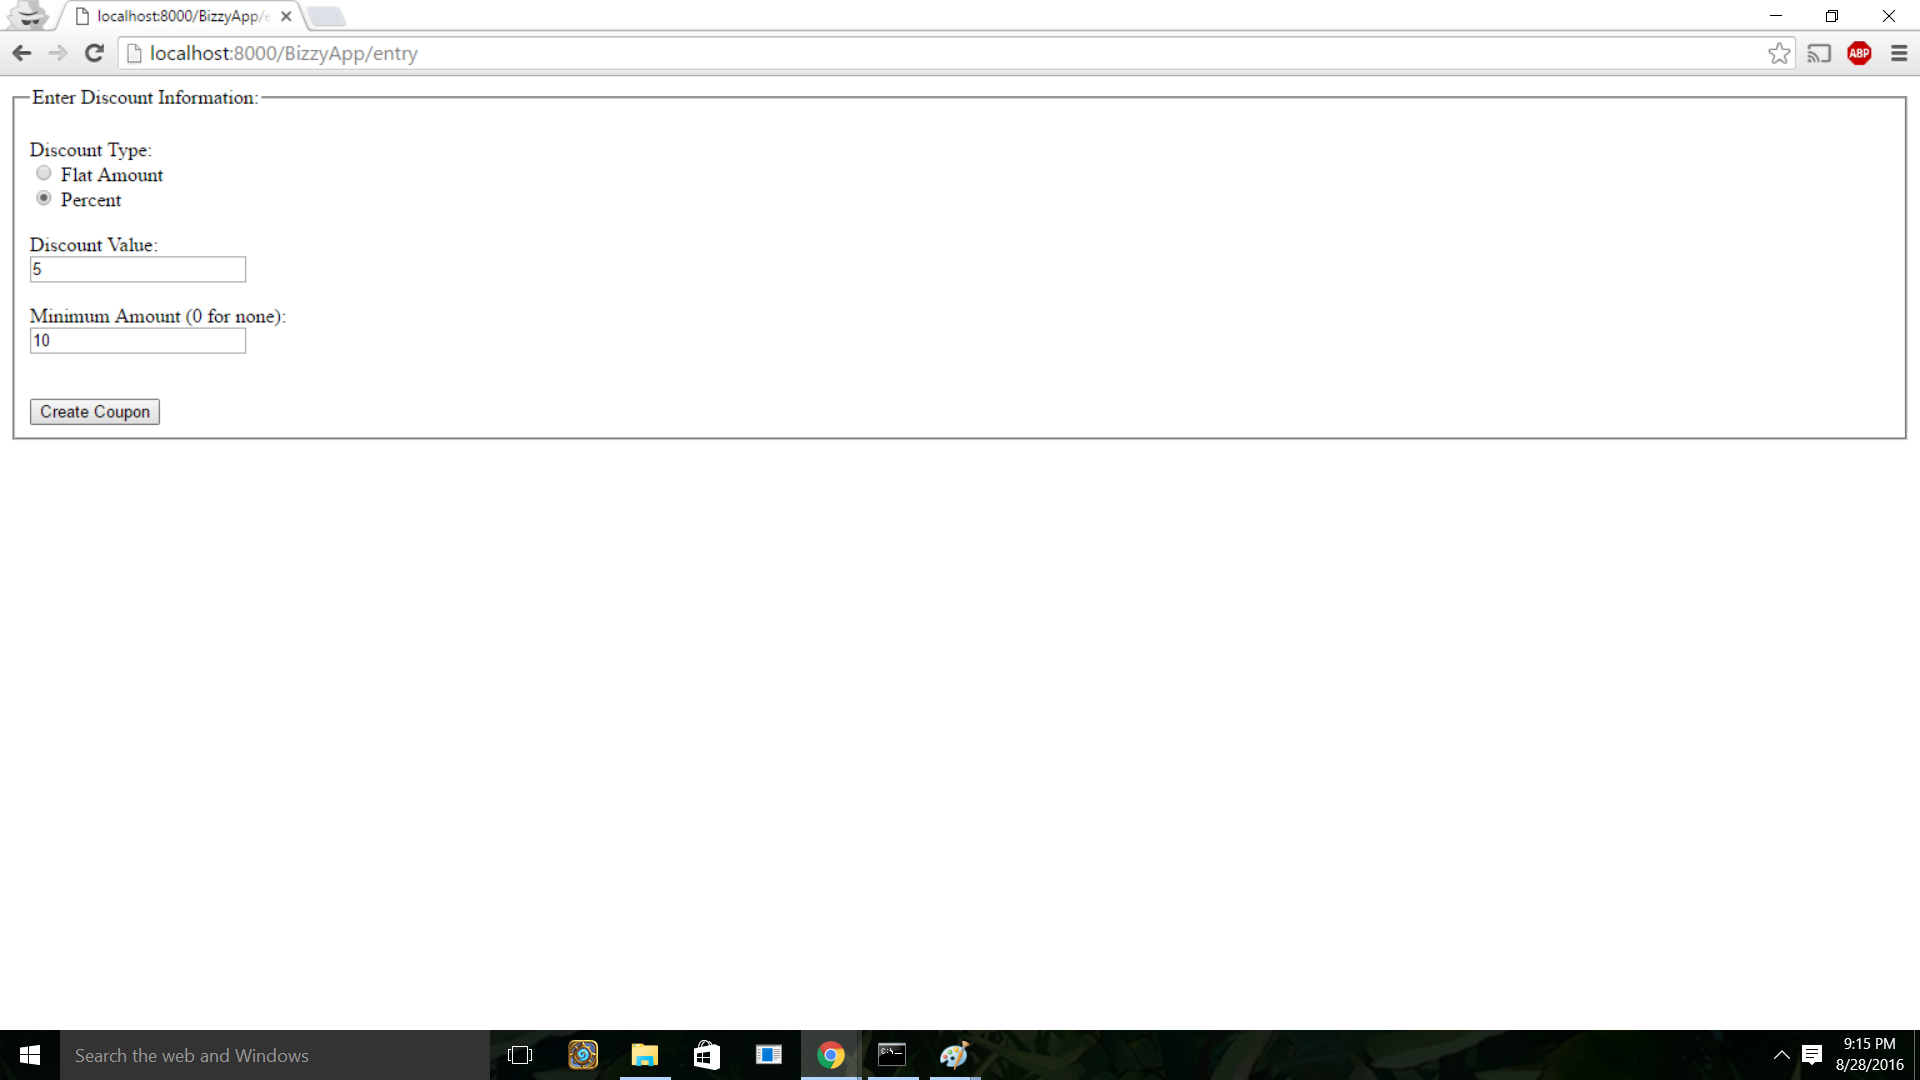 localhost:8000/BizzyApp/e
localhost:8000/BizzyApp/entry
ABP
Enter Discount Information:
Discount Type:
Flat Amount
Percent
Discount Value:
5
Minimum Amount (0 for none):
10
Create Coupon
Search the web and Windows
C:\_
9:15 PM
8/28/2016